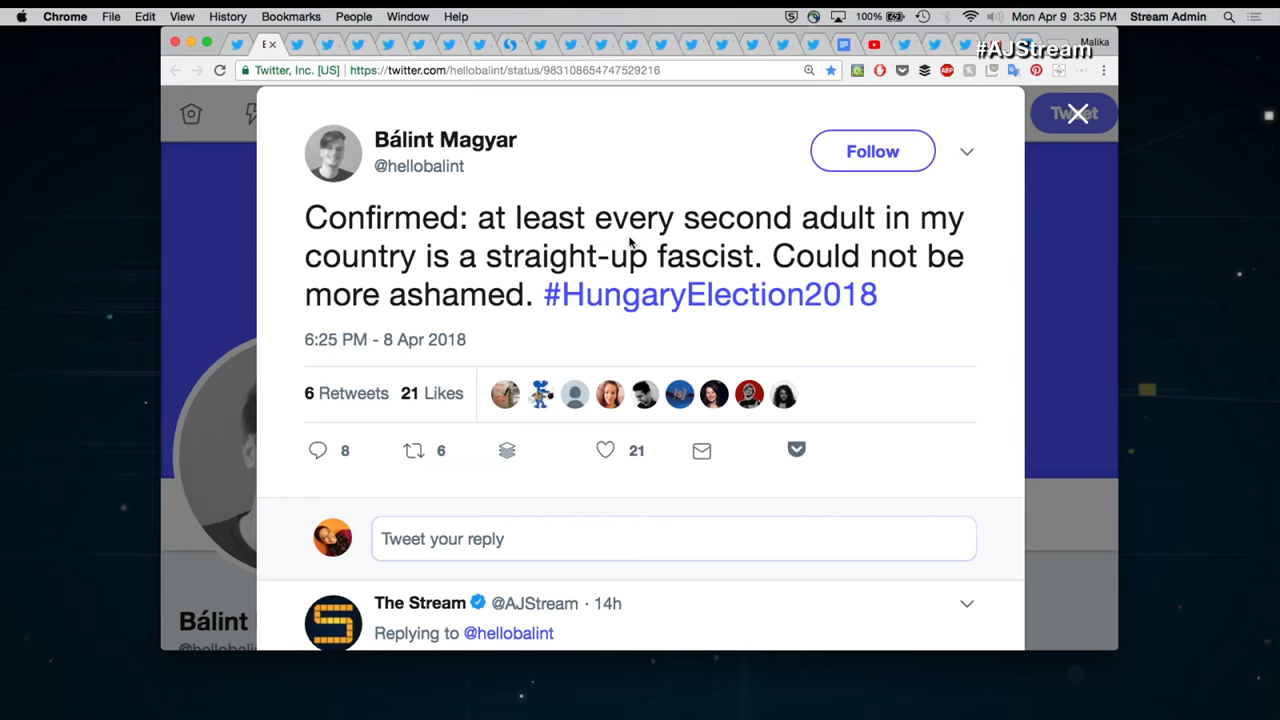 Chrome File Edit View History Bookmarks People Window Help 100% Mon Apr 9 3:35 PM Stream Admin
Malika
#AJStream
Twitter, Inc. [US] https://twitter.com/hellobalint/status/983108654747529216
Tweet
Bálint Magyar
@hellobalint
Follow
Confirmed: at least every second adult in my
country is a straight-up fascist. Could not be
more ashamed. #HungaryElection2018
6:25 PM - 8 Apr 2018
6 Retweets 21 Likes
8 6 21
Tweet your reply
The Stream @AJStream · 14h
Replying to @hellobalint
Bálint